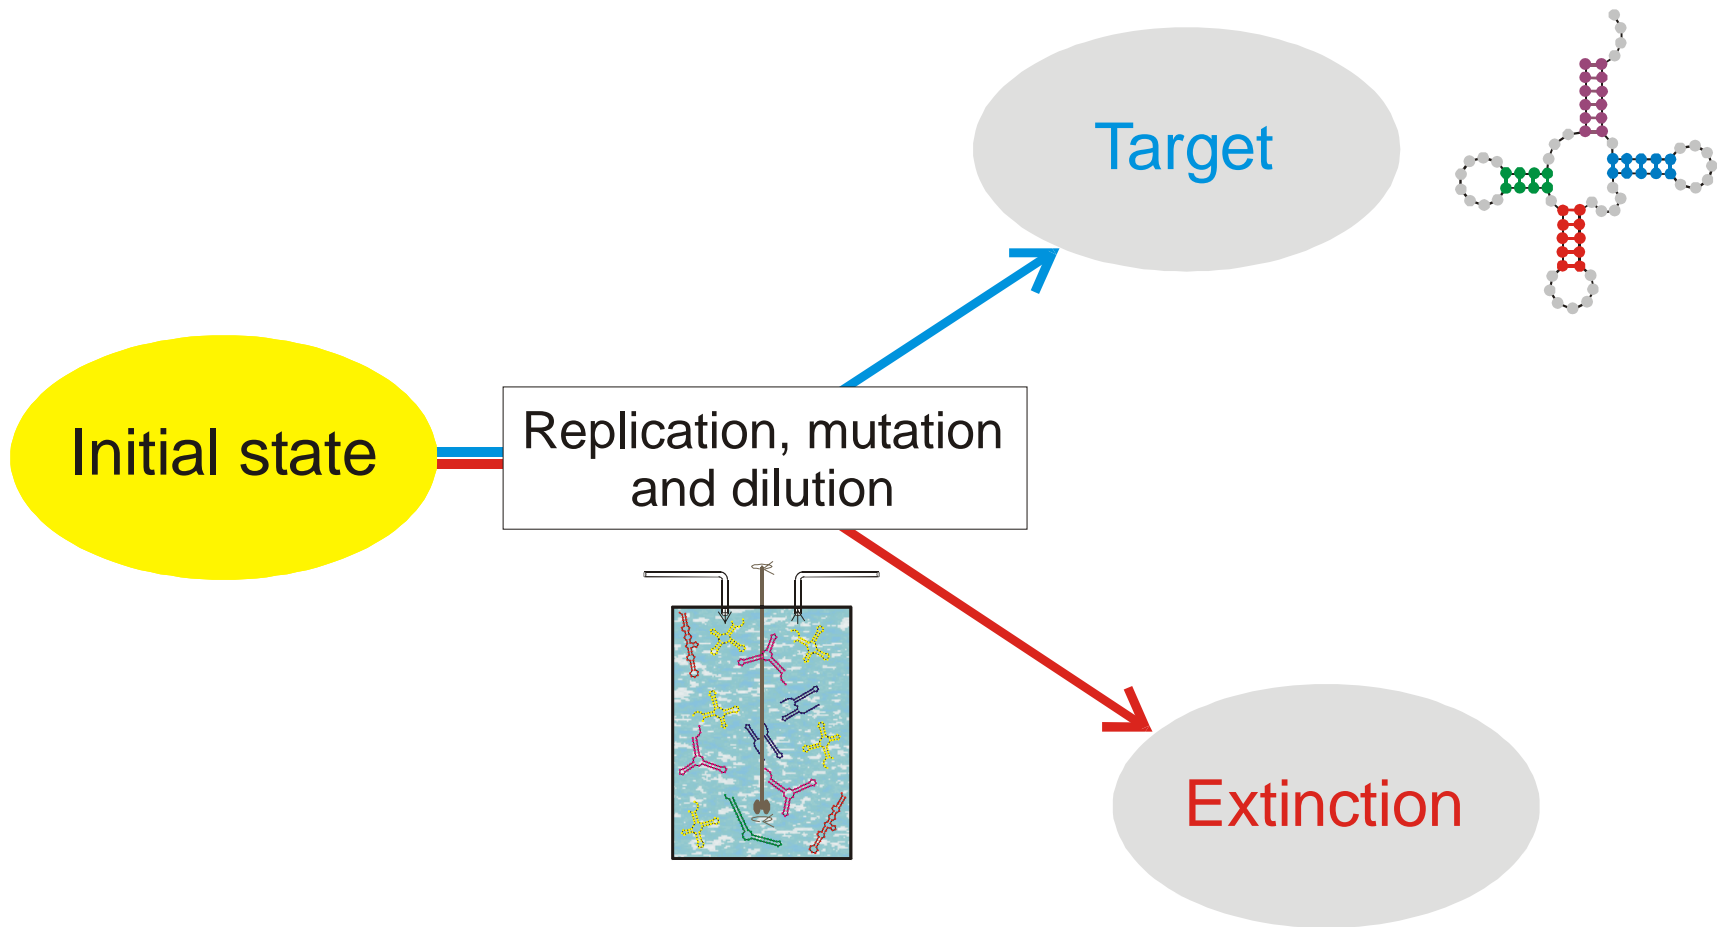 Target
Initial state
Replication, mutation
and dilution
Extinction